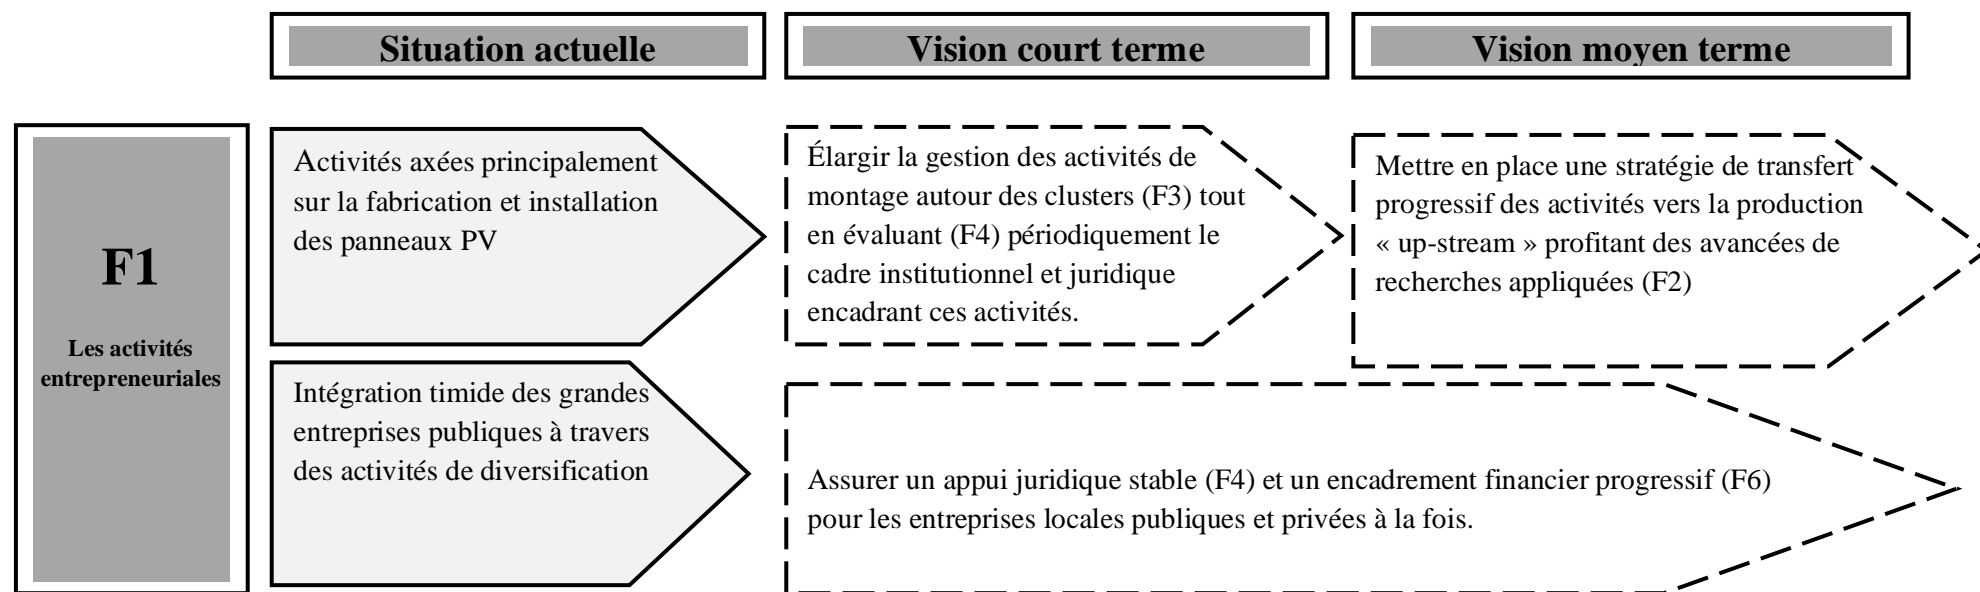 Situation actuelle
Vision court terme
Vision moyen terme
F1
Les activités
entrepreneuriales
Activités axées principalement
sur la fabrication et installation
des panneaux PV
Élargir la gestion des activités de
montage autour des clusters (F3) tout
en évaluant (F4) périodiquement le
cadre institutionnel et juridique
encadrant ces activités.
Mettre en place une stratégie de transfert
progressif des activités vers la production
« up-stream » profitant des avancées de
recherches appliquées (F2)
Intégration timide des grandes
entreprises publiques à travers
des activités de diversification
Assurer un appui juridique stable (F4) et un encadrement financier progressif (F6)
pour les entreprises locales publiques et privées à la fois.